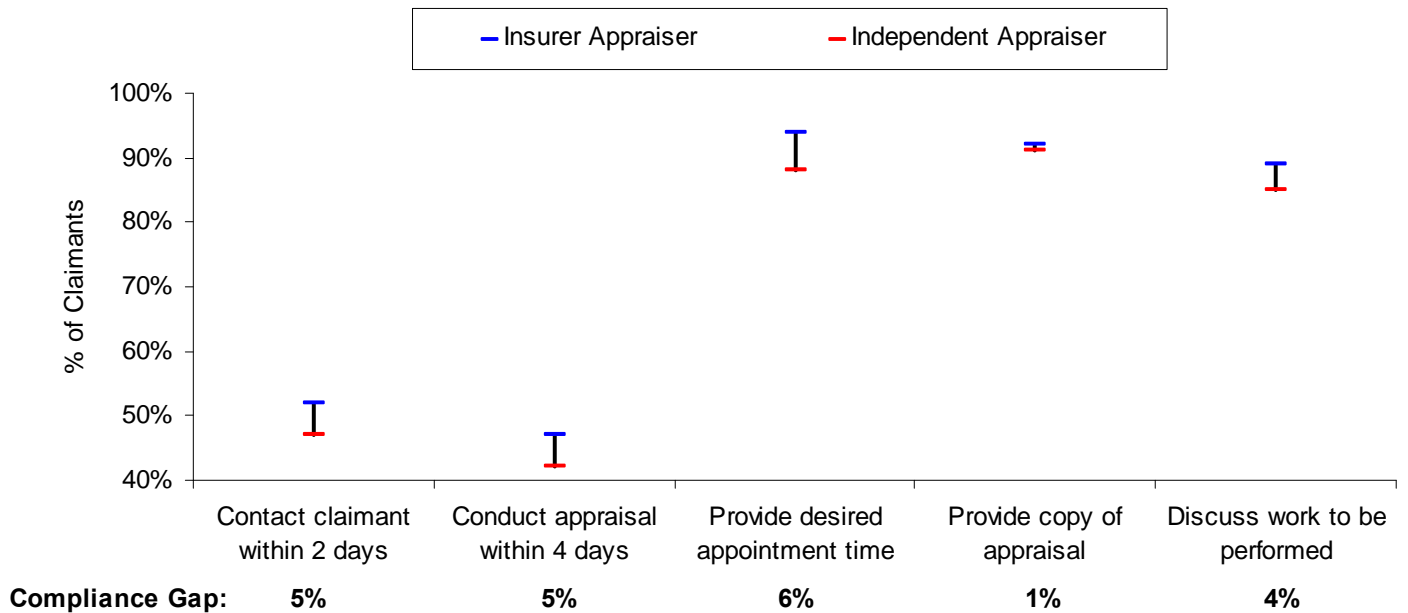 Insurer Appraiser Independent Appraiser
100%
90%
80%
70%
60%
50%
40%
% of Claimants
Contact claimant within 2 days
Conduct appraisal within 4 days
Provide desired appointment time
Provide copy of appraisal
Discuss work to be performed
Compliance Gap: 5% 5% 6% 1% 4%